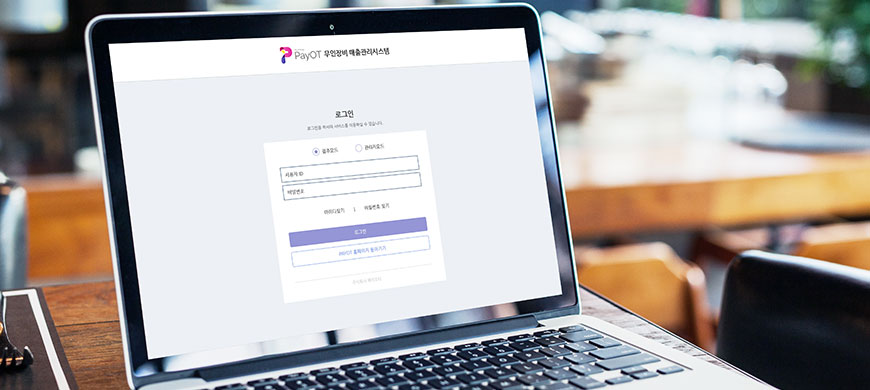 PayOT 무인장비 매출관리시스템
로그인
로그인을 하셔야 서비스를 이용하실 수 있습니다.
점주모드 관리자모드
사용자 ID
비밀번호
아이디찾기 | 비밀번호 찾기
로그인
PAYOT 홈페이지 돌아가기